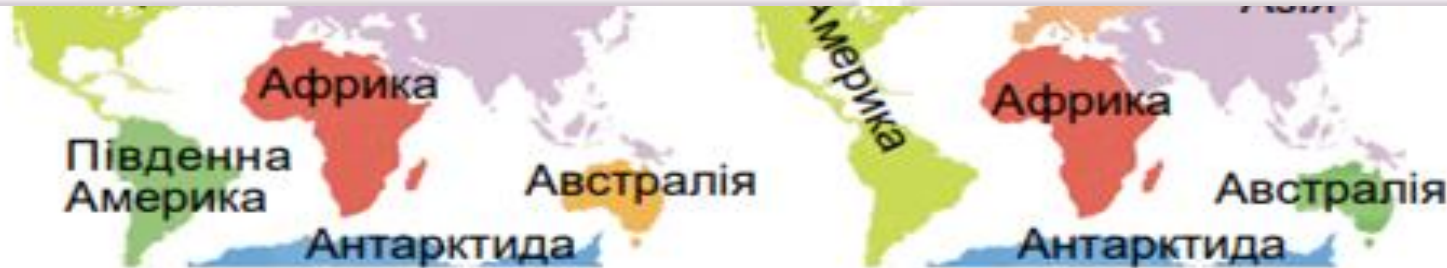 Африка
Південна
Америка
Австралія
Антарктида
Америка
Африка
Австралія
Антарктида